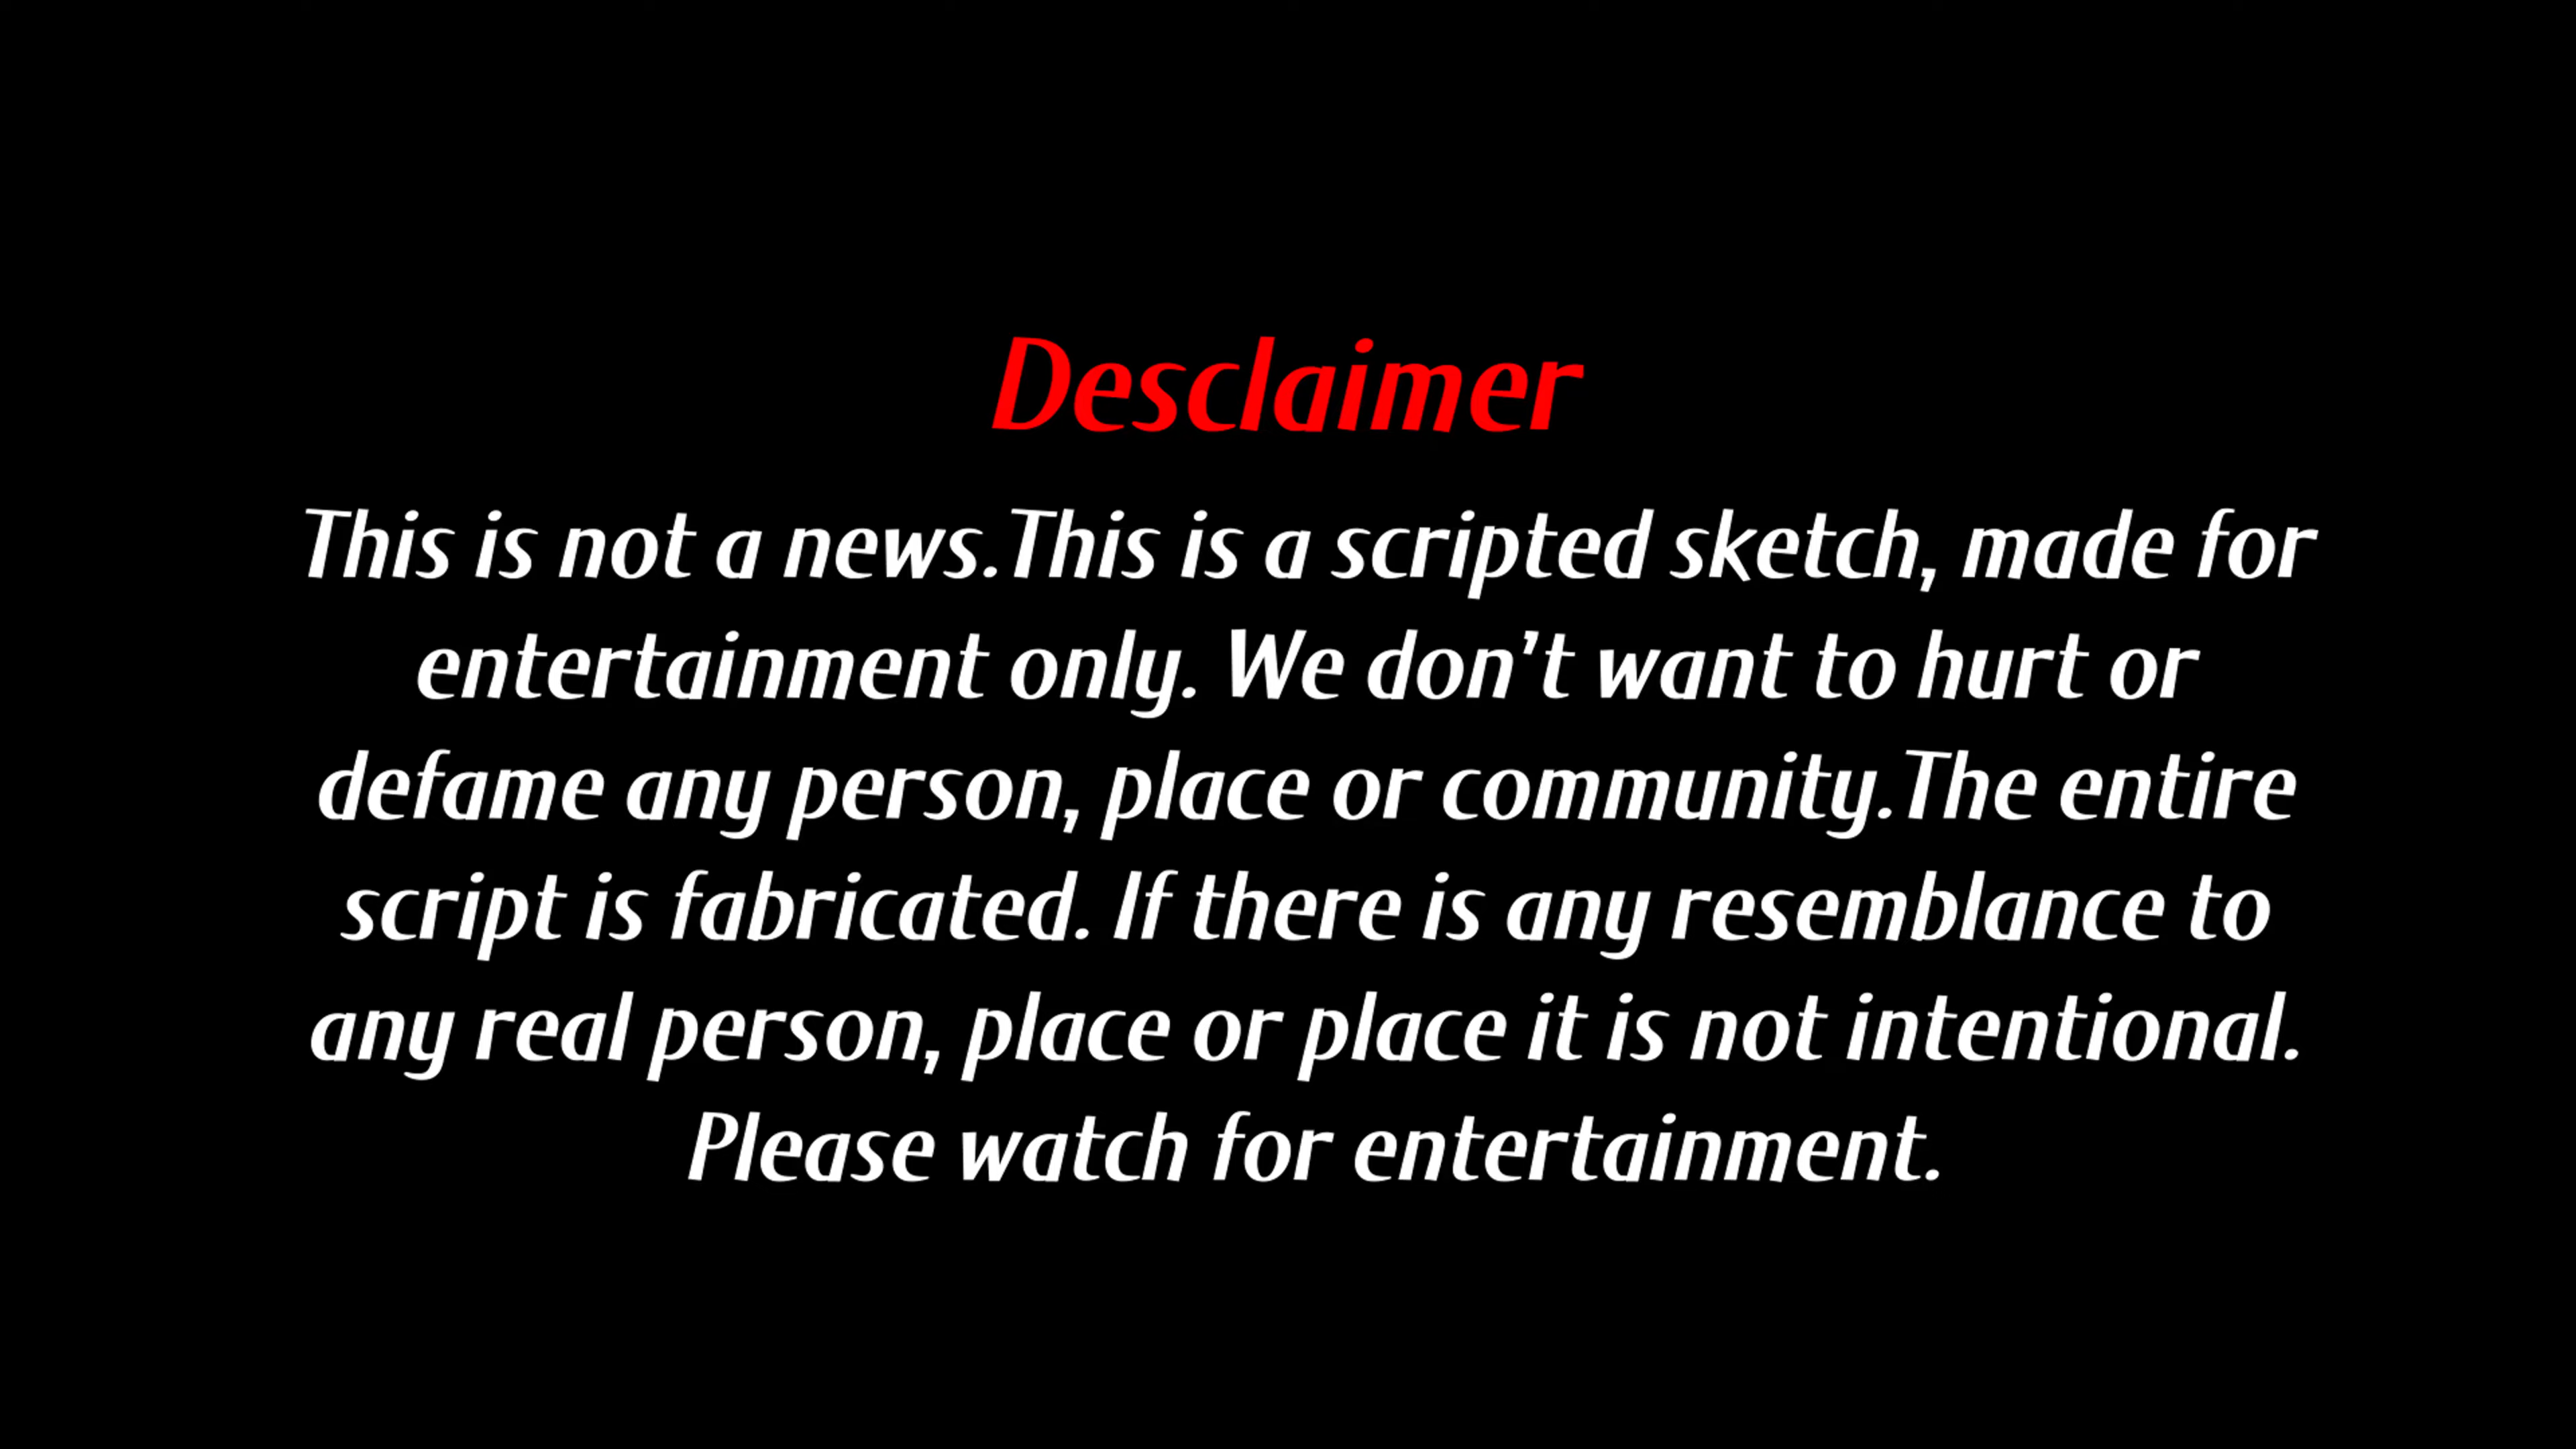 Desclaimer
This is not a news.This is a scripted sketch, made for
entertainment only. We don't want to hurt or
defame any person, place or community.The entire
script is fabricated. If there is any resemblance to
any real person, place or place it is not intentional.
Please watch for entertainment.